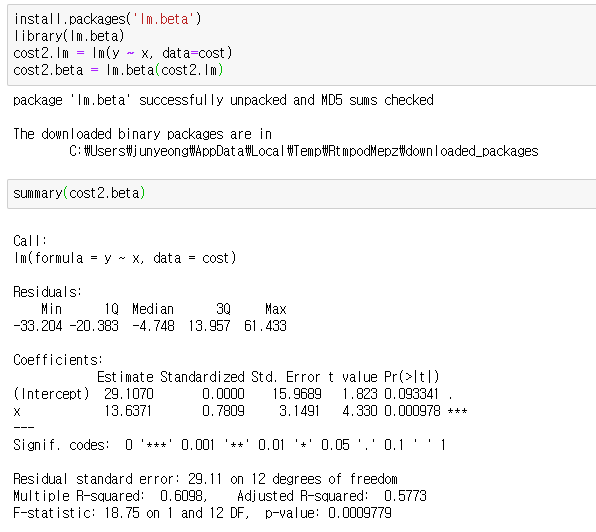 install.packages('lm.beta')
library(lm.beta)
cost2.lm = lm(y ~ x, data=cost)
cost2.beta = lm.beta(cost2.lm)
package 'lm.beta' successfully unpacked and MD5 sums checked
The downloaded binary packages are in
C:₩Users₩junyeong₩AppData₩Local₩Temp₩RtmpodMepz₩downloaded_packages
summary(cost2.beta)
Call:
lm(formula = y ~ x, data = cost)
Residuals:
Min 1Q Median 3Q Max
-33.204 -20.383 -4.748 13.957 61.433
Coefficients:
Estimate Standardized Std. Error t value Pr(>|t|)
(Intercept) 29.1070 0.0000 15.9689 1.823 0.093341 .
x 13.6371 0.7809 3.1491 4.330 0.000978 ***
---
Signif. codes: 0 '***' 0.001 '**' 0.01 '*' 0.05 '.' 0.1 ' ' 1
Residual standard error: 29.11 on 12 degrees of freedom
Multiple R-squared: 0.6098, Adjusted R-squared: 0.5773
F-statistic: 18.75 on 1 and 12 DF, p-value: 0.0009779